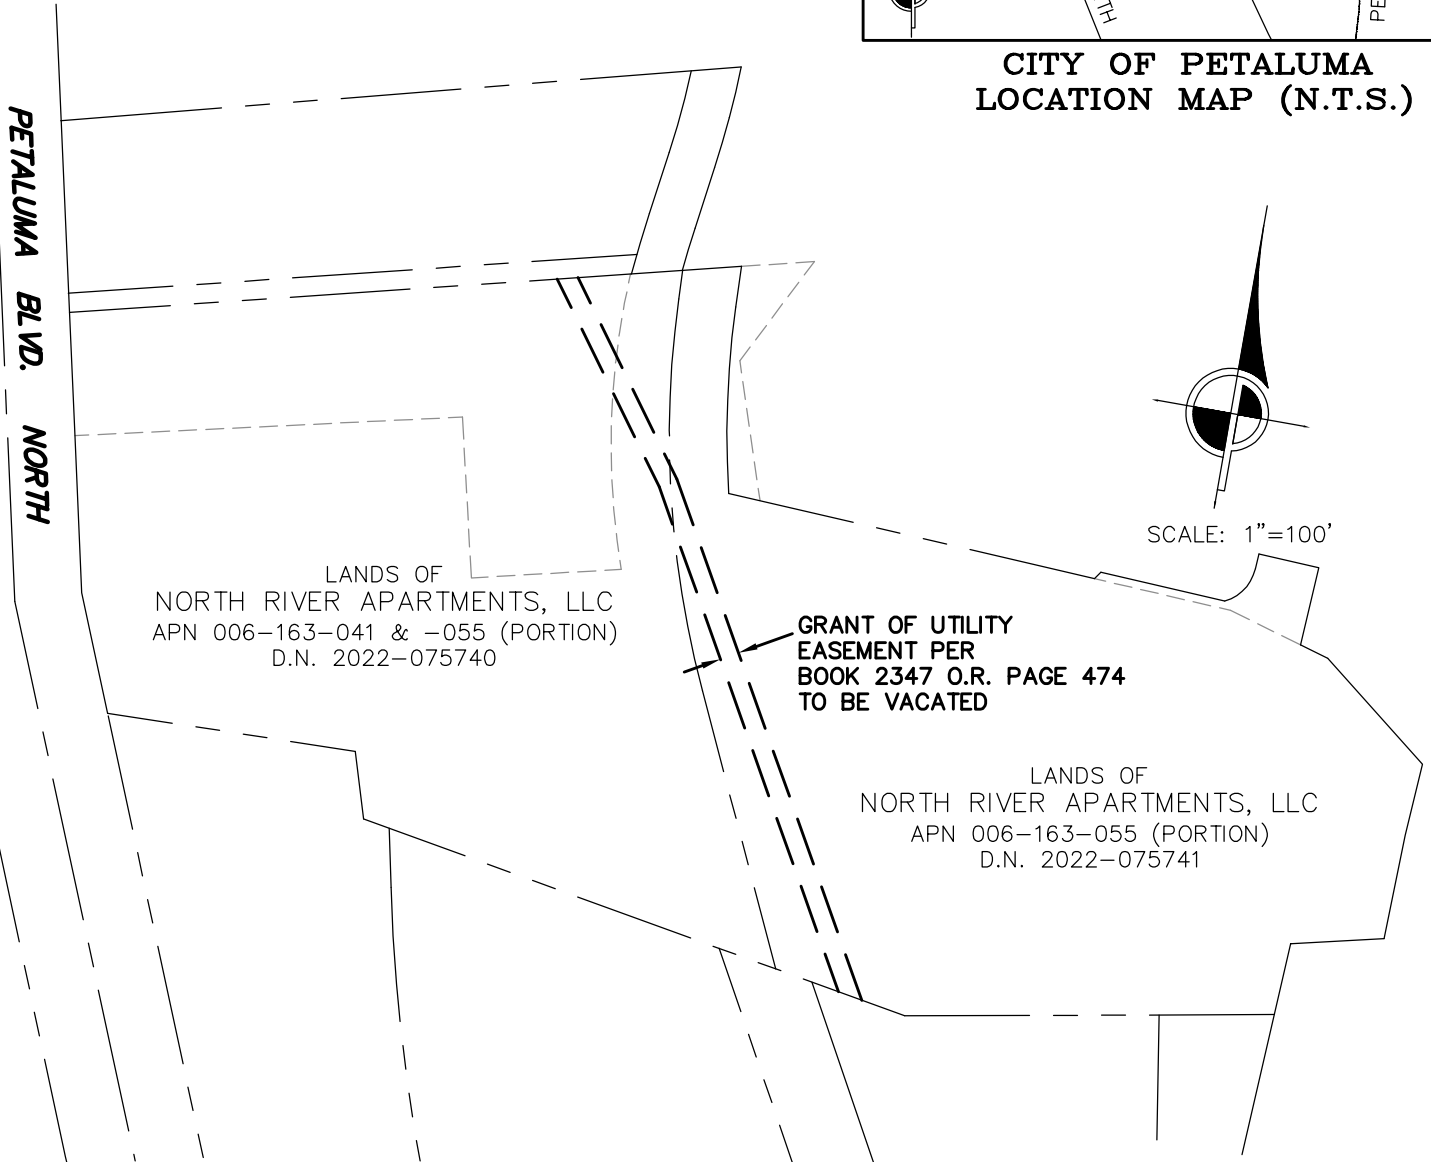 TH
PE
CITY OF PETALUMA
LOCATION MAP (N.T.S.)
PETALUMA BLVD. NORTH
SCALE: 1"=100'
LANDS OF
NORTH RIVER APARTMENTS, LLC
APN 006-163-041 & -055 (PORTION)
D.N. 2022-075740
GRANT OF UTILITY
EASEMENT PER
BOOK 2347 O.R. PAGE 474
TO BE VACATED
LANDS OF
NORTH RIVER APARTMENTS, LLC
APN 006-163-055 (PORTION)
D.N. 2022-075741